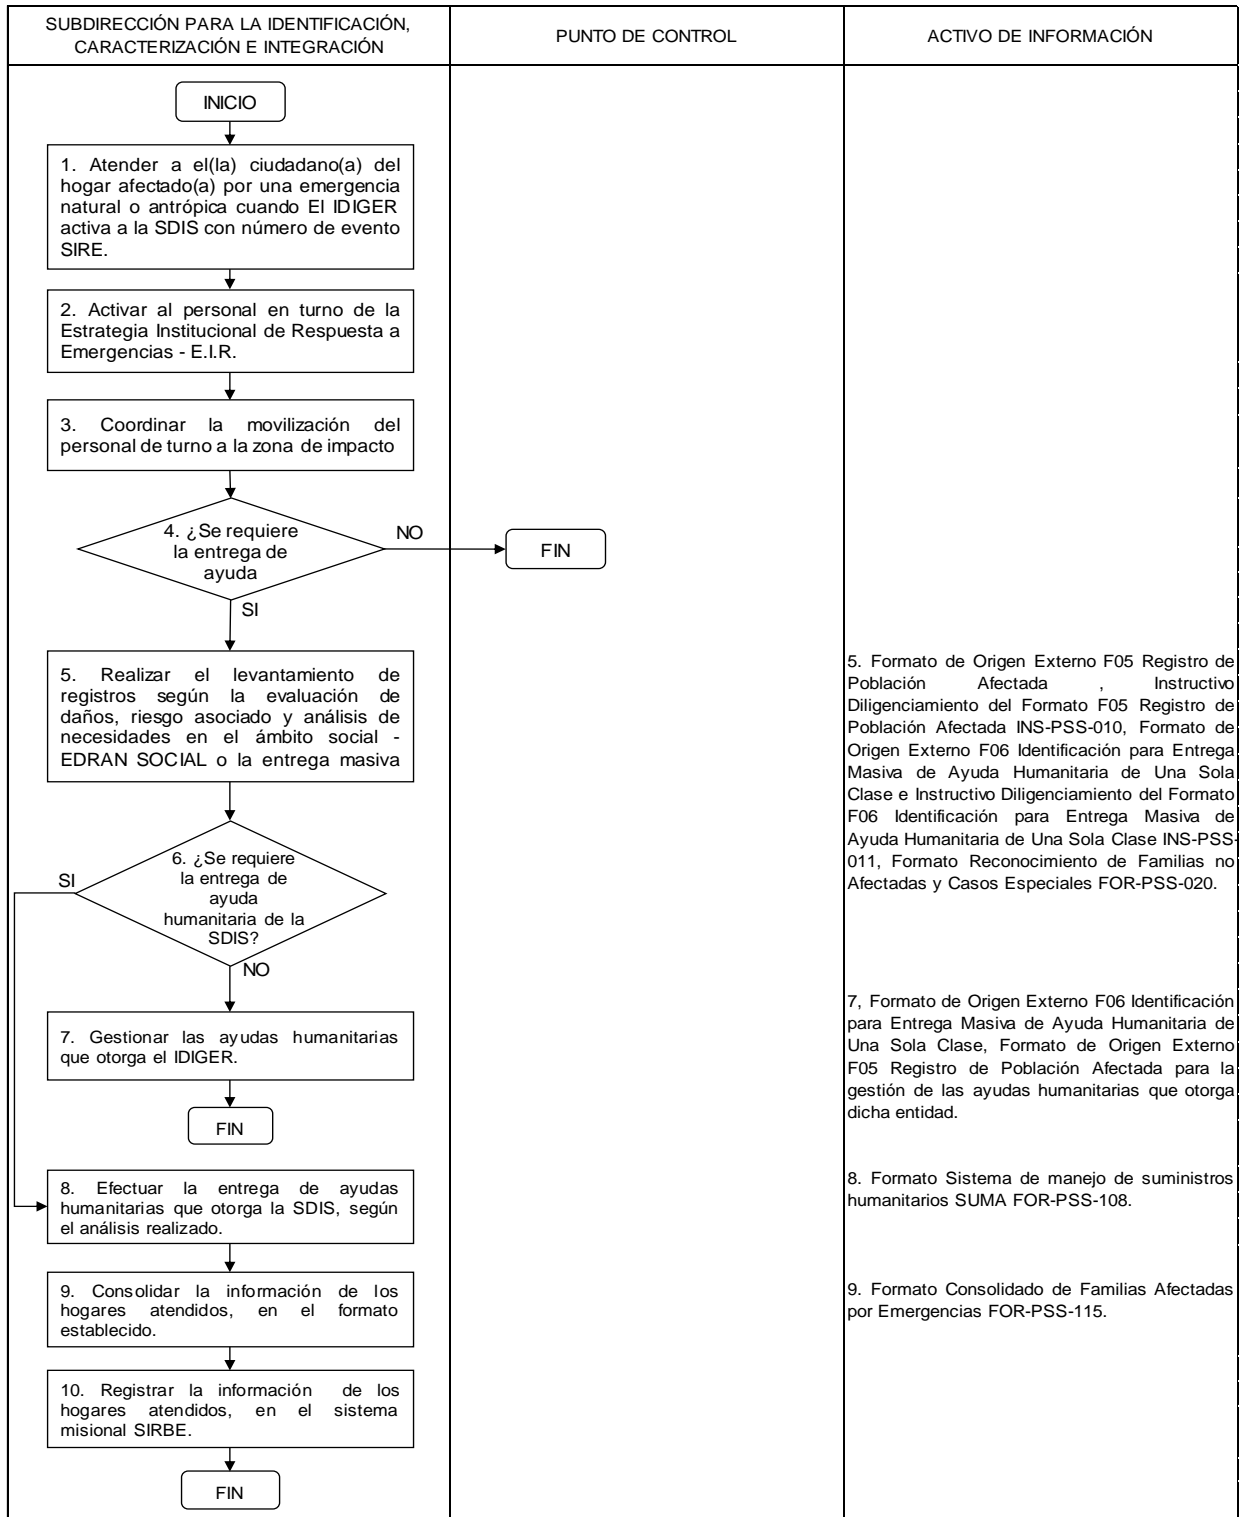 SUBDIRECCIÓN PARA LA IDENTIFICACIÓN,
CARACTERIZACIÓN E INTEGRACIÓN
PUNTO DE CONTROL
ACTIVO DE INFORMACIÓN
INICIO
1. Atender a el(la) ciudadano(a) del
hogar afectado(a) por una emergencia
natural o antrópica cuando El IDIGER
activa a la SDIS con número de evento
SIRE.
2. Activar al personal en turno de la
Estrategia Institucional de Respuesta a
Emergencias - E.I.R.
3. Coordinar la movilización del
personal de turno a la zona de impacto
4. ¿Se requiere
la entrega de
ayuda
NO
FIN
SI
5. Realizar el levantamiento de
registros según la evaluación de
daños, riesgo asociado y análisis de
necesidades en el ámbito social -
EDRAN SOCIAL o la entrega masiva
5. Formato de Origen Externo F05 Registro de
Población Afectada , Instructivo
Diligenciamiento del Formato F05 Registro de
Población Afectada INS-PSS-010, Formato de
Origen Externo F06 Identificación para Entrega
Masiva de Ayuda Humanitaria de Una Sola
Clase e Instructivo Diligenciamiento del Formato
F06 Identificación para Entrega Masiva de
Ayuda Humanitaria de Una Sola Clase INS-PSS-
011, Formato Reconocimiento de Familias no
Afectadas y Casos Especiales FOR-PSS-020.
6. ¿Se requiere
la entrega de
ayuda
humanitaria de la
SDIS?
SI
NO
7. Gestionar las ayudas humanitarias
que otorga el IDIGER.
7, Formato de Origen Externo F06 Identificación
para Entrega Masiva de Ayuda Humanitaria de
Una Sola Clase, Formato de Origen Externo
F05 Registro de Población Afectada para la
gestión de las ayudas humanitarias que otorga
dicha entidad.
FIN
8. Efectuar la entrega de ayudas
humanitarias que otorga la SDIS, según
el análisis realizado.
8. Formato Sistema de manejo de suministros
humanitarios SUMA FOR-PSS-108.
9. Consolidar la información de los
hogares atendidos, en el formato
establecido.
9. Formato Consolidado de Familias Afectadas
por Emergencias FOR-PSS-115.
10. Registrar la información de los
hogares atendidos, en el sistema
misional SIRBE.
FIN